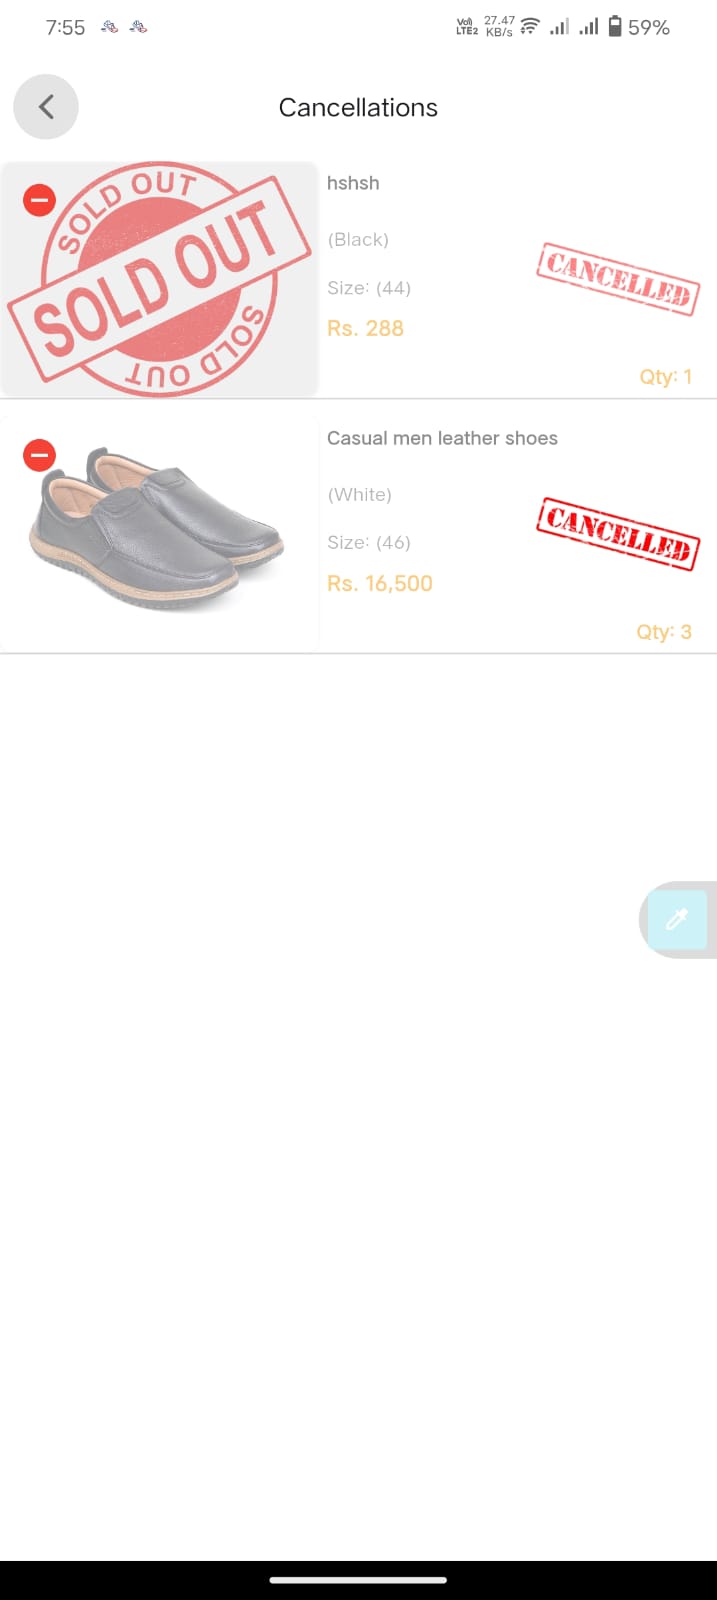 7:55
Vo)) LTE2
27.47 KB/s
59%
Cancellations
SOLD OUT
SOLD OUT
SOLD OUT
hshsh
(Black)
Size: (44)
Rs. 288
CANCELLED
Qty: 1
Casual men leather shoes
(White)
Size: (46)
Rs. 16,500
CANCELLED
Qty: 3